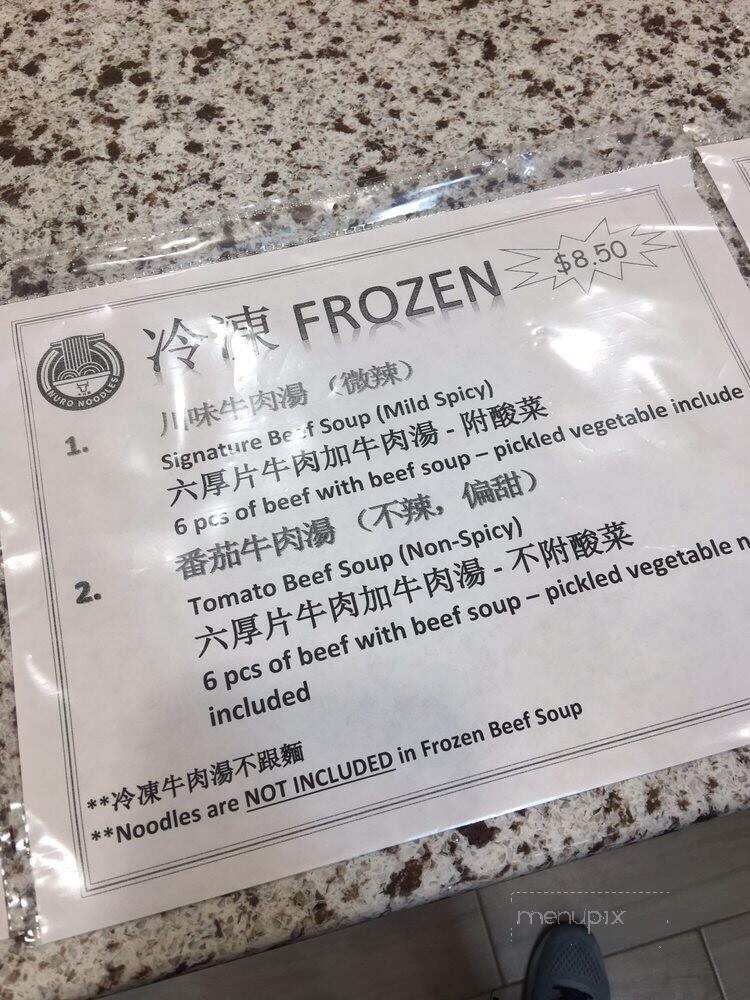 $8.50
冷凍 FROZEN
NURO NOODLES
1. 川味牛肉湯 （微辣）
Signature Beef Soup (Mild Spicy)
六厚片牛肉加牛肉湯 - 附酸菜
6 pcs of beef with beef soup – pickled vegetable include
2. 番茄牛肉湯 （不辣，偏甜）
Tomato Beef Soup (Non-Spicy)
六厚片牛肉加牛肉湯 - 不附酸菜
6 pcs of beef with beef soup – pickled vegetable n
included
**冷凍牛肉湯不跟麵
**Noodles are NOT INCLUDED in Frozen Beef Soup
menupix